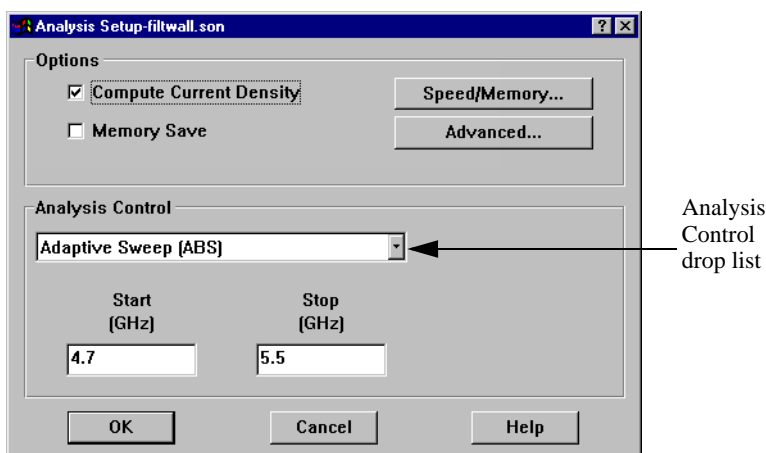 Analysis Setup-filtwall.son
Options
Compute Current Density
Speed/Memory...
Memory Save
Advanced...
Analysis Control
Adaptive Sweep (ABS)
Analysis
Control
drop list
Start
(GHz)
Stop
(GHz)
4.7
5.5
OK
Cancel
Help